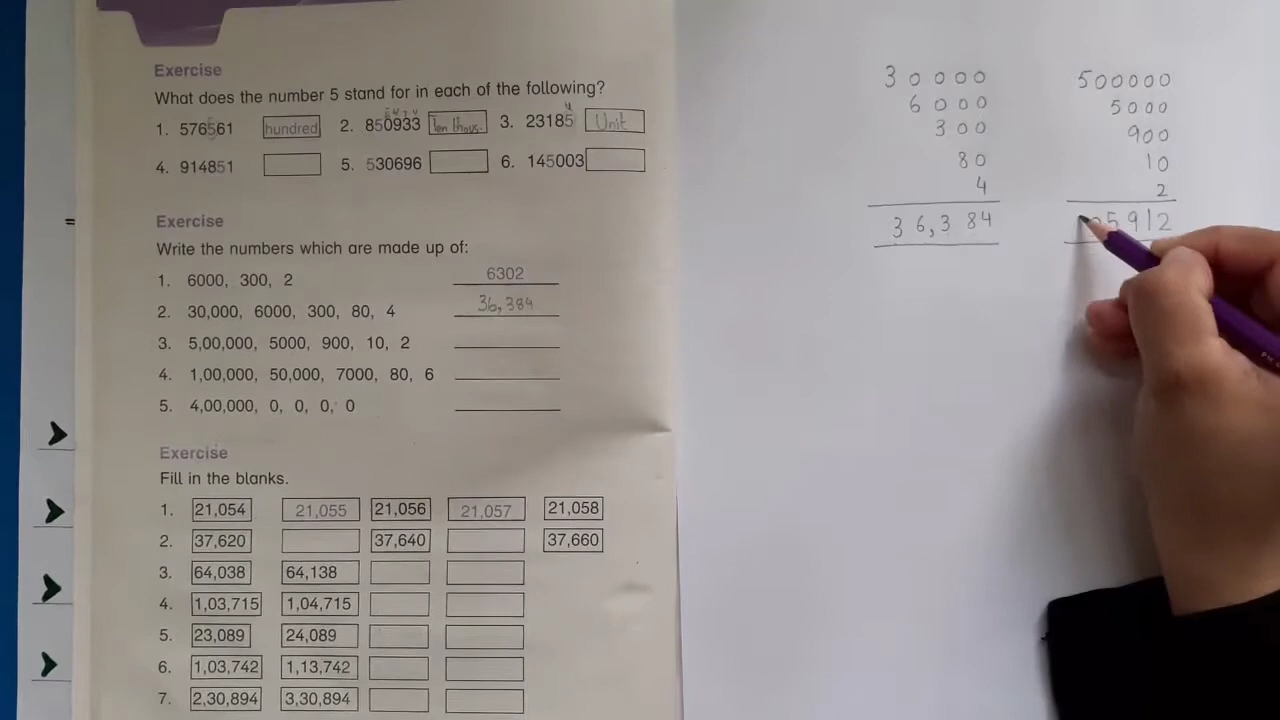 Exercise
What does the number 5 stand for in each of the following?
1. 576561 hundred 2. 850933 Ten thous. 3. 23185 Unit
4. 914851 5. 530696 6. 145003
Exercise
Write the numbers which are made up of:
1. 6000, 300, 2 6302
2. 30,000, 6000, 300, 80, 4 36,384
3. 5,00,000, 5000, 900, 10, 2
4. 1,00,000, 50,000, 7000, 80, 6
5. 4,00,000, 0, 0, 0, 0
Exercise
Fill in the blanks.
1. 21,054 21,055 21,056 21,057 21,058
2. 37,620 37,640 37,660
3. 64,038 64,138
4. 1,03,715 1,04,715
5. 23,089 24,089
6. 1,03,742 1,13,742
7. 2,30,894 3,30,894
=
30000
6000
300
80
4
36,384
500000
5000
900
10
2
05912